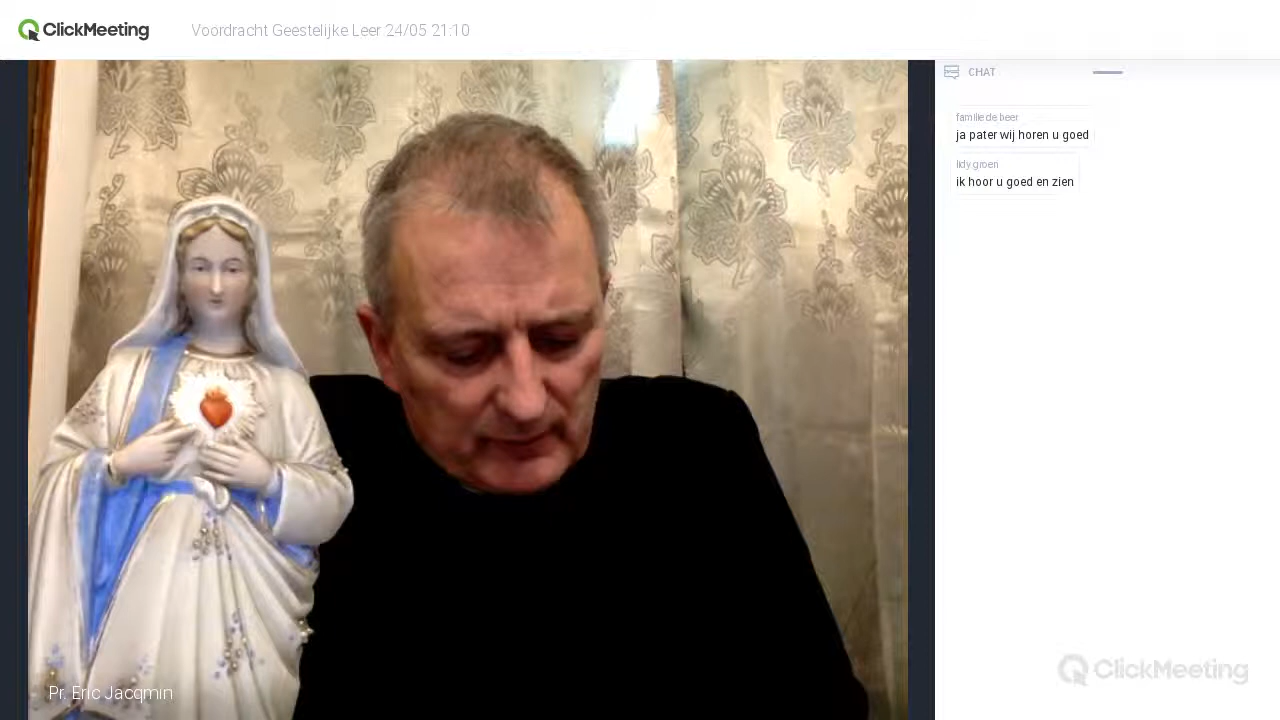 ClickMeeting
Voordracht Geestelijke Leer 24/05 21:10
CHAT
familie de beer
ja pater wij horen u goed
lidy groen
ik hoor u goed en zien
Pr. Eric Jacqmin
ClickMeeting